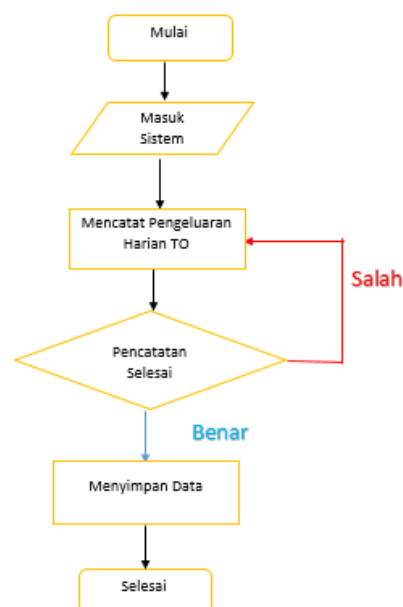 Mulai
Masuk
Sistem
Mencatat Pengeluaran
Harian TO
Salah
Pencatatan
Selesai
Benar
Menyimpan Data
Selesai